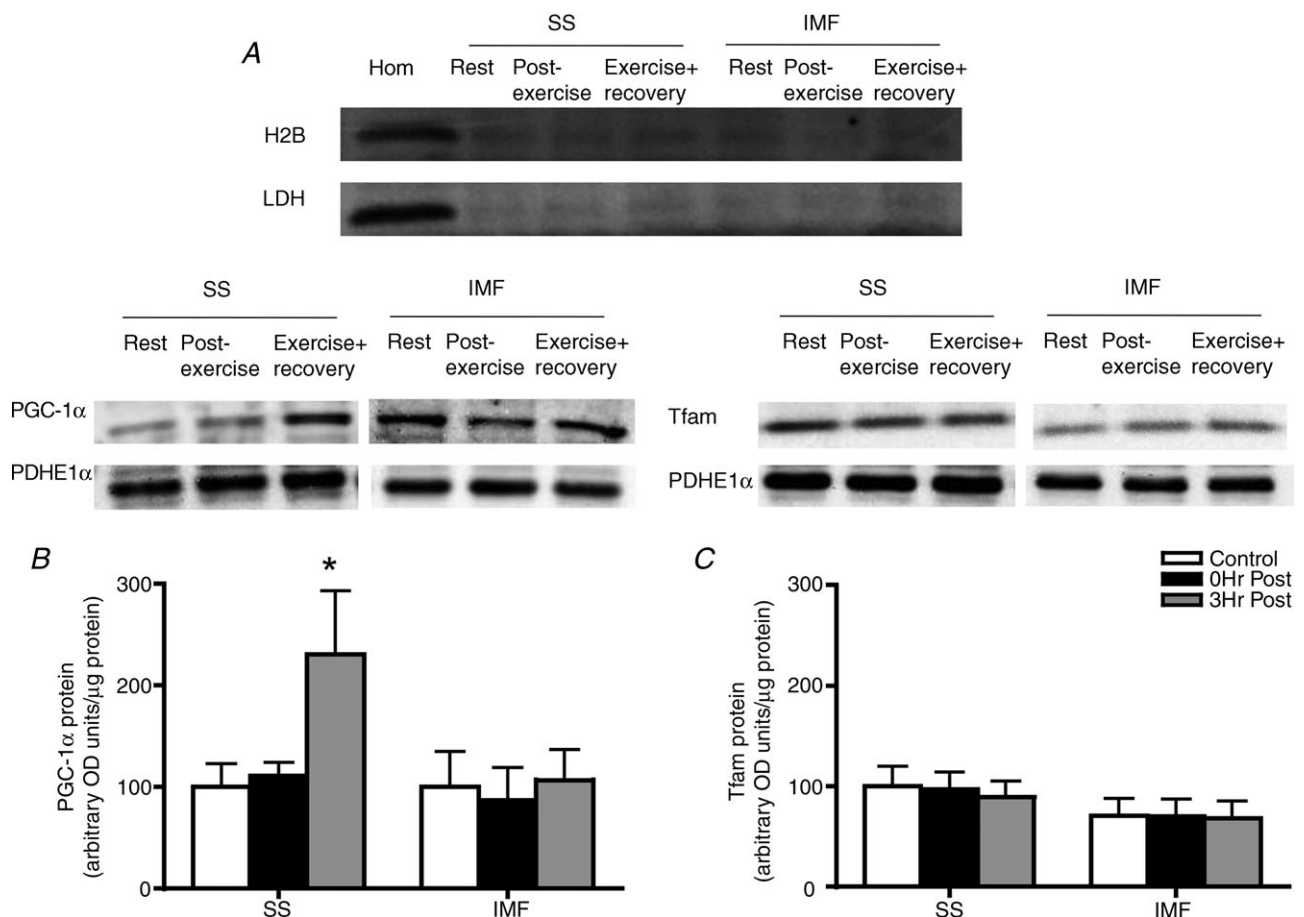 A
SS
IMF
Hom
Rest
Post-
exercise
Exercise+
recovery
Rest
Post-
exercise
Exercise+
recovery
H2B
LDH
SS
IMF
Rest
Post-
exercise
Exercise+
recovery
Rest
Post-
exercise
Exercise+
recovery
PGC-1α
PDHE1α
SS
IMF
Rest
Post-
exercise
Exercise+
recovery
Rest
Post-
exercise
Exercise+
recovery
Tfam
PDHE1α
B
PGC-1α protein
(arbitrary OD units/μg protein)
300
200
100
0
*
SS
IMF
C
Tfam protein
(arbitrary OD units/μg protein)
300
200
100
0
Control
0Hr Post
3Hr Post
SS
IMF